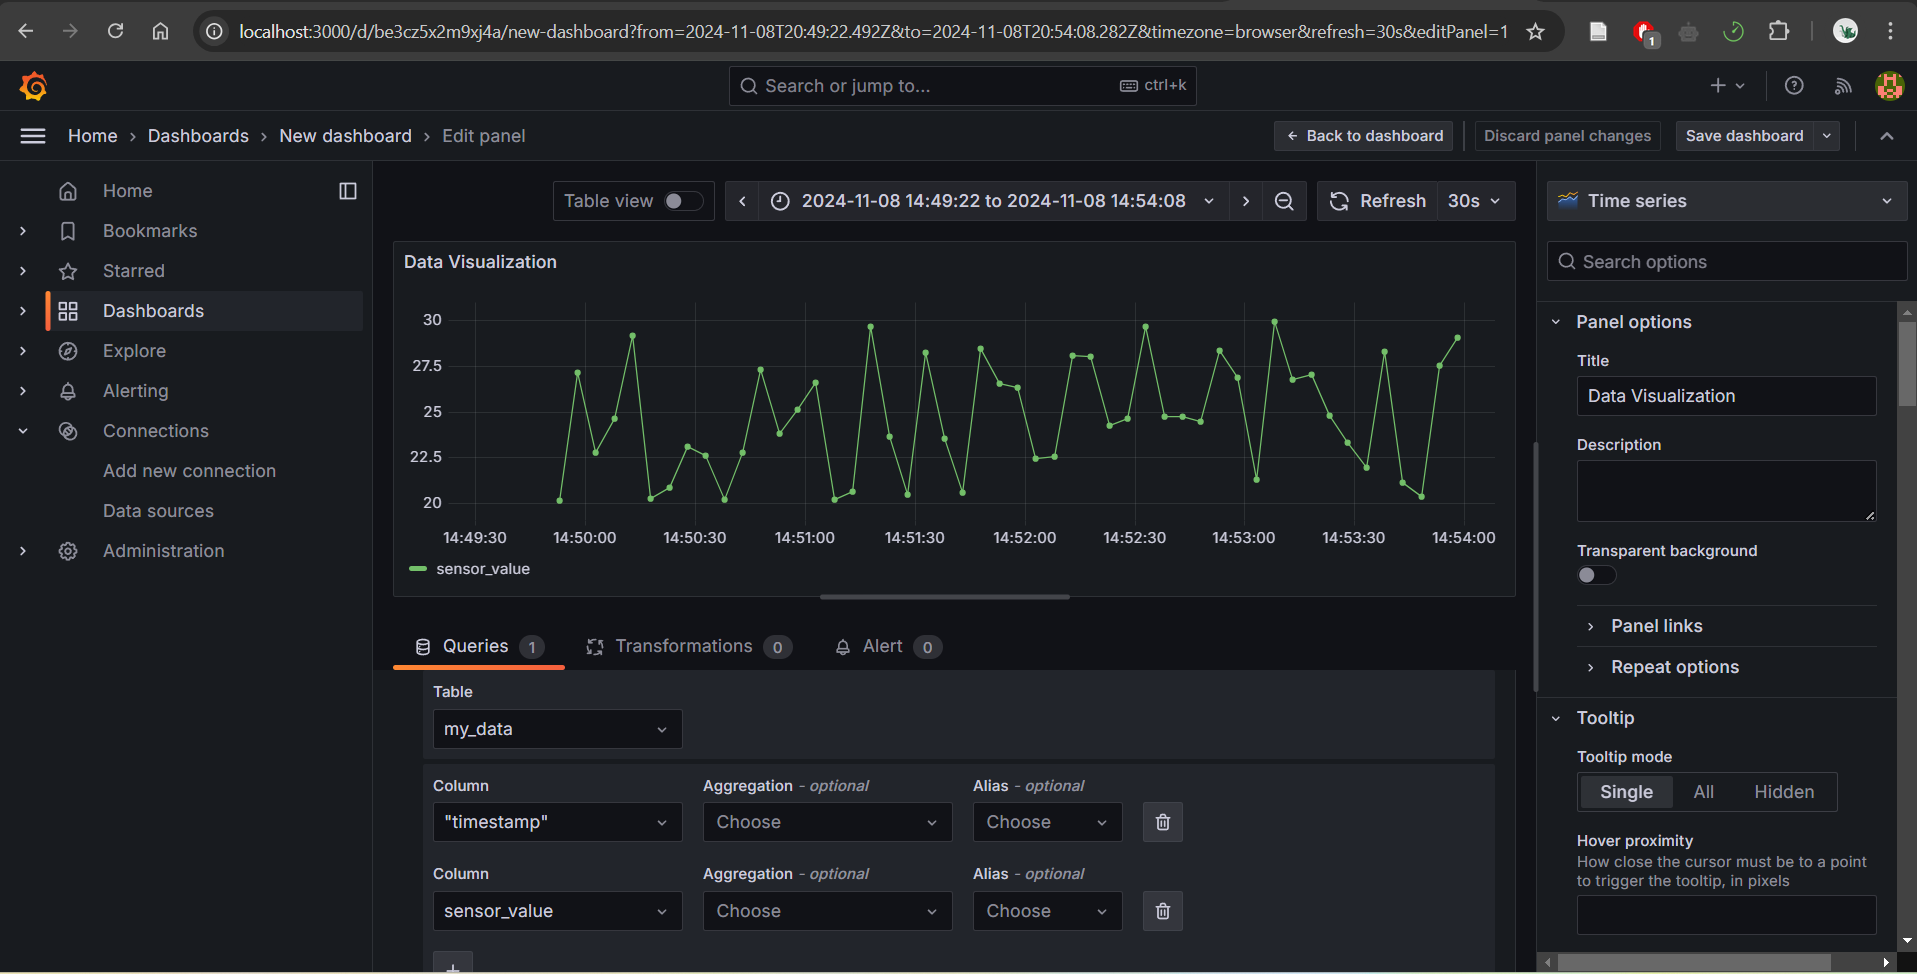 localhost:3000/d/be3cz5x2m9xj4a/new-dashboard?from=2024-11-08T20:49:22.492Z&to=2024-11-08T20:54:08.282Z&timezone=browser&refresh=30s&editPanel=1
1
Search or jump to...
ctrl+k
Home › Dashboards › New dashboard › Edit panel
Back to dashboard
Discard panel changes
Save dashboard
Home
Bookmarks
Starred
Dashboards
Explore
Alerting
Connections
Add new connection
Data sources
Administration
Table view
2024-11-08 14:49:22 to 2024-11-08 14:54:08
Refresh
30s
Data Visualization
30
27.5
25
22.5
20
14:49:30 14:50:00 14:50:30 14:51:00 14:51:30 14:52:00 14:52:30 14:53:00 14:53:30 14:54:00
sensor_value
Queries 1
Transformations 0
Alert 0
Table
my_data
Column Aggregation - optional Alias - optional
"timestamp" Choose Choose
Column Aggregation - optional Alias - optional
sensor_value Choose Choose
Time series
Search options
Panel options
Title
Data Visualization
Description
Transparent background
Panel links
Repeat options
Tooltip
Tooltip mode
Single All Hidden
Hover proximity
How close the cursor must be to a point
to trigger the tooltip, in pixels